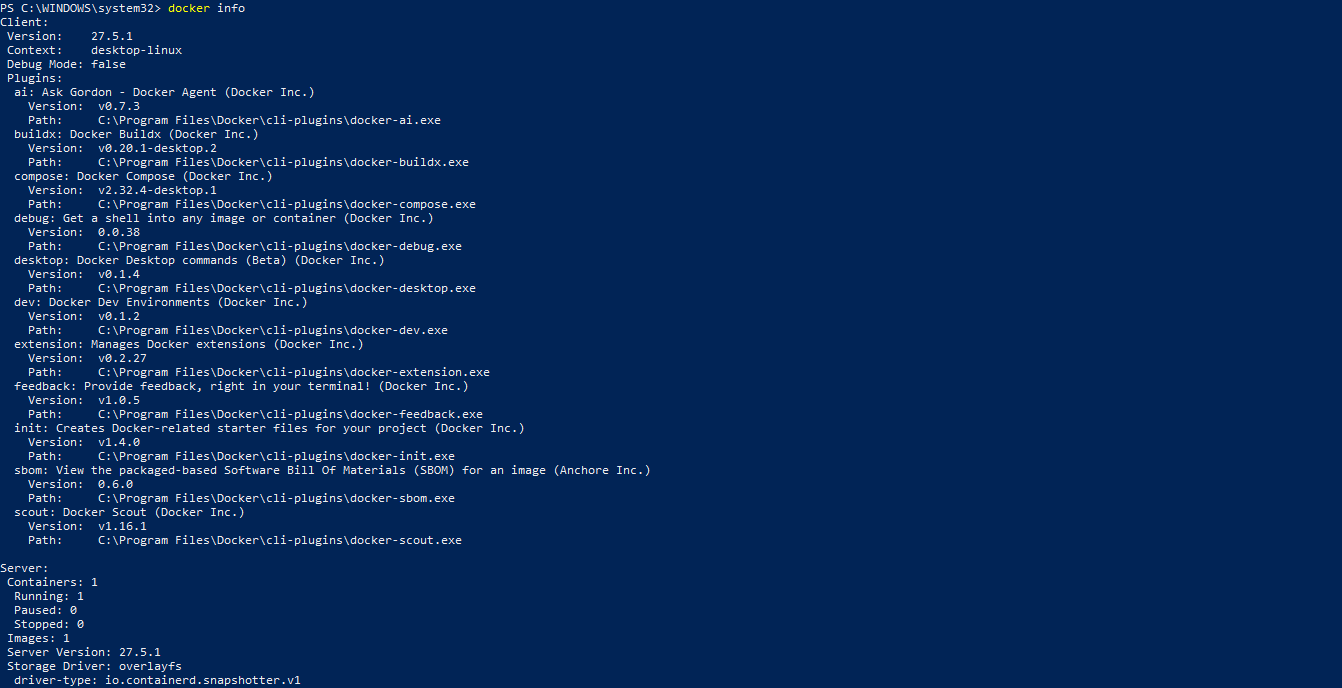 PS C:\WINDOWS\system32> docker info
Client:
 Version:    27.5.1
 Context:    desktop-linux
 Debug Mode: false
 Plugins:
  ai: Ask Gordon - Docker Agent (Docker Inc.)
    Version:  v0.7.3
    Path:     C:\Program Files\Docker\cli-plugins\docker-ai.exe
  buildx: Docker Buildx (Docker Inc.)
    Version:  v0.20.1-desktop.2
    Path:     C:\Program Files\Docker\cli-plugins\docker-buildx.exe
  compose: Docker Compose (Docker Inc.)
    Version:  v2.32.4-desktop.1
    Path:     C:\Program Files\Docker\cli-plugins\docker-compose.exe
  debug: Get a shell into any image or container (Docker Inc.)
    Version:  0.0.38
    Path:     C:\Program Files\Docker\cli-plugins\docker-debug.exe
  desktop: Docker Desktop commands (Beta) (Docker Inc.)
    Version:  v0.1.4
    Path:     C:\Program Files\Docker\cli-plugins\docker-desktop.exe
  dev: Docker Dev Environments (Docker Inc.)
    Version:  v0.1.2
    Path:     C:\Program Files\Docker\cli-plugins\docker-dev.exe
  extension: Manages Docker extensions (Docker Inc.)
    Version:  v0.2.27
    Path:     C:\Program Files\Docker\cli-plugins\docker-extension.exe
  feedback: Provide feedback, right in your terminal! (Docker Inc.)
    Version:  v1.0.5
    Path:     C:\Program Files\Docker\cli-plugins\docker-feedback.exe
  init: Creates Docker-related starter files for your project (Docker Inc.)
    Version:  v1.4.0
    Path:     C:\Program Files\Docker\cli-plugins\docker-init.exe
  sbom: View the packaged-based Software Bill Of Materials (SBOM) for an image (Anchore Inc.)
    Version:  0.6.0
    Path:     C:\Program Files\Docker\cli-plugins\docker-sbom.exe
  scout: Docker Scout (Docker Inc.)
    Version:  v1.16.1
    Path:     C:\Program Files\Docker\cli-plugins\docker-scout.exe

Server:
 Containers: 1
  Running: 1
  Paused: 0
  Stopped: 0
 Images: 1
 Server Version: 27.5.1
 Storage Driver: overlayfs
  driver-type: io.containerd.snapshotter.v1